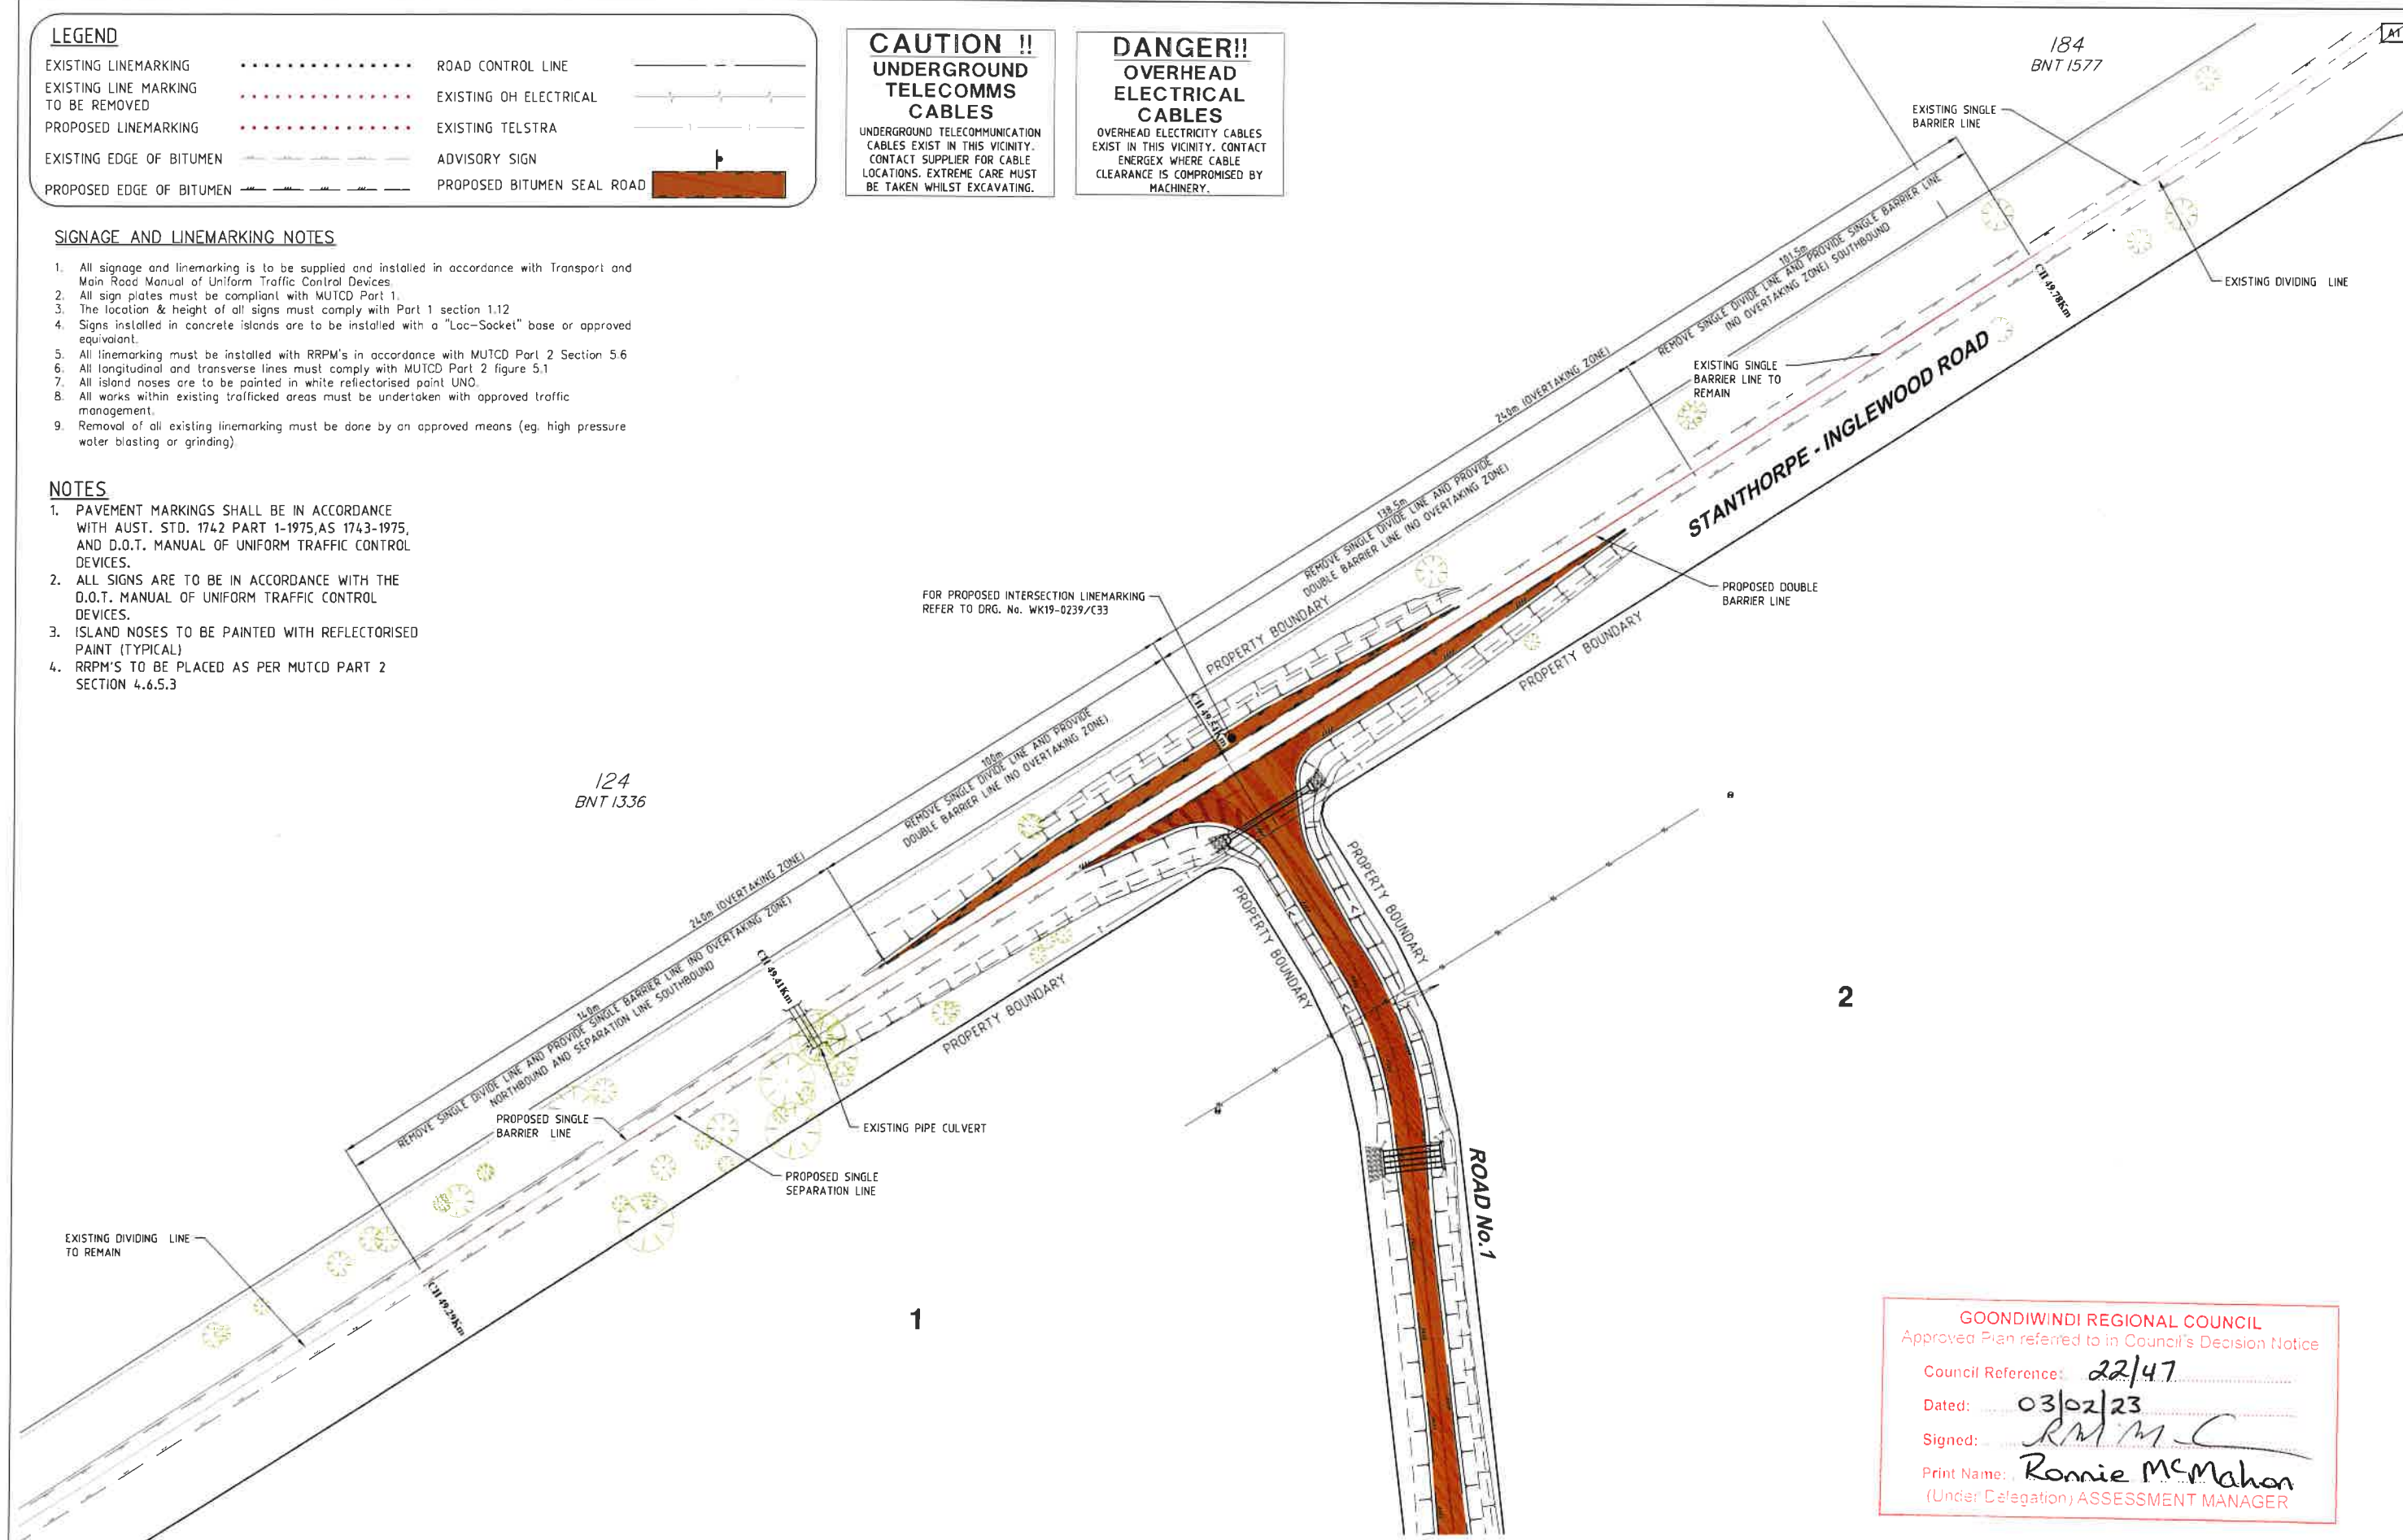 LEGEND
EXISTING LINEMARKING
EXISTING LINE MARKING
TO BE REMOVED
PROPOSED LINEMARKING
EXISTING EDGE OF BITUMEN
PROPOSED EDGE OF BITUMEN
ROAD CONTROL LINE
EXISTING OH ELECTRICAL
EXISTING TELSTRA
ADVISORY SIGN
PROPOSED BITUMEN SEAL ROAD
CAUTION !!
UNDERGROUND
TELECOMMS
CABLES
UNDERGROUND TELECOMMUNICATION
CABLES EXIST IN THIS VICINITY.
CONTACT SUPPLIER FOR CABLE
LOCATIONS. EXTREME CARE MUST
BE TAKEN WHILST EXCAVATING.
DANGER!!
OVERHEAD
ELECTRICAL
CABLES
OVERHEAD ELECTRICITY CABLES
EXIST IN THIS VICINITY. CONTACT
ENERGEX WHERE CABLE
CLEARANCE IS COMPROMISED BY
MACHINERY.
184
BNT 1577
A1
SIGNAGE AND LINEMARKING NOTES
1. All signage and linemarking is to be supplied and installed in accordance with Transport and
Main Road Manual of Uniform Traffic Control Devices.
2. All sign plates must be compliant with MUTCD Part 1.
3. The location & height of all signs must comply with Part 1 section 1.12
4. Signs installed in concrete islands are to be installed with a "Loc-Socket" base or approved
equivalant.
5. All linemarking must be installed with RRPM's in accordance with MUTCD Part 2 Section 5.6
6. All longitudinal and transverse lines must comply with MUTCD Part 2 figure 5.1
7. All island noses are to be painted in white reflectorised paint UNO.
8. All works within existing trafficked areas must be undertaken with approved traffic
management.
9. Removal of all existing linemarking must be done by an approved means (eg. high pressure
water blasting or grinding).
NOTES
1. PAVEMENT MARKINGS SHALL BE IN ACCORDANCE
WITH AUST. STD. 1742 PART 1-1975,AS 1743-1975,
AND D.O.T. MANUAL OF UNIFORM TRAFFIC CONTROL
DEVICES.
2. ALL SIGNS ARE TO BE IN ACCORDANCE WITH THE
D.O.T. MANUAL OF UNIFORM TRAFFIC CONTROL
DEVICES.
3. ISLAND NOSES TO BE PAINTED WITH REFLECTORISED
PAINT (TYPICAL)
4. RRPM'S TO BE PLACED AS PER MUTCD PART 2
SECTION 4.6.5.3
EXISTING SINGLE
BARRIER LINE
101.5m
REMOVE SINGLE DIVIDE LINE AND PROVIDE SINGLE BARRIER LINE
(NO OVERTAKING ZONE) SOUTHBOUND
CH 49.78Km
EXISTING DIVIDING LINE
240m (OVERTAKING ZONE)
EXISTING SINGLE
BARRIER LINE TO
REMAIN
STANTHORPE - INGLEWOOD ROAD
138.5m
REMOVE SINGLE DIVIDE LINE AND PROVIDE
DOUBLE BARRIER LINE (NO OVERTAKING ZONE)
FOR PROPOSED INTERSECTION LINEMARKING
REFER TO DRG. No. WK19-0239/C33
PROPERTY BOUNDARY
PROPOSED DOUBLE
BARRIER LINE
PROPERTY BOUNDARY
CH 49.54Km
100m
REMOVE SINGLE DIVIDE LINE AND PROVIDE
DOUBLE BARRIER LINE (NO OVERTAKING ZONE)
124
BNT 1336
240m (OVERTAKING ZONE)
PROPERTY BOUNDARY
PROPERTY BOUNDARY
CH 49.41Km
140m
REMOVE SINGLE DIVIDE LINE AND PROVIDE SINGLE BARRIER LINE (NO OVERTAKING ZONE)
NORTHBOUND AND SEPARATION LINE SOUTHBOUND
PROPERTY BOUNDARY
2
PROPOSED SINGLE
BARRIER LINE
EXISTING PIPE CULVERT
PROPOSED SINGLE
SEPARATION LINE
ROAD No.1
EXISTING DIVIDING LINE
TO REMAIN
CH 49.29Km
1
GOONDIWINDI REGIONAL COUNCIL
Approved Plan referred to in Council's Decision Notice
Council Reference: 22/47
Dated: 03/02/23
Signed:
Print Name: Ronnie McMahon
(Under Delegation) ASSESSMENT MANAGER